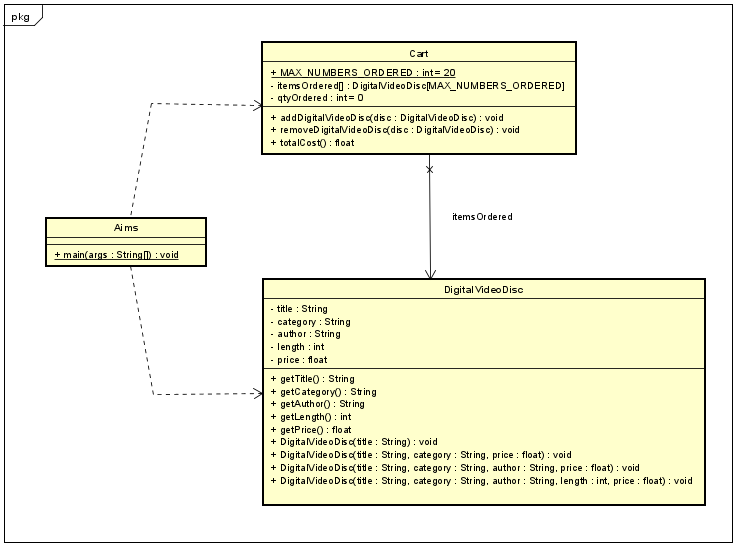 pkg
Cart
+ MAX_NUMBERS_ORDERED : int = 20
- itemsOrdered[] : DigitalVideoDisc[MAX_NUMBERS_ORDERED]
- qtyOrdered : int = 0
+ addDigitalVideoDisc(disc : DigitalVideoDisc) : void
+ removeDigitalVideoDisc(disc : DigitalVideoDisc) : void
+ totalCost() : float
itemsOrdered
Aims
+ main(args : String[]) : void
DigitalVideoDisc
- title : String
- category : String
- author : String
- length : int
- price : float
+ getTitle() : String
+ getCategory() : String
+ getAuthor() : String
+ getLength() : int
+ getPrice() : float
+ DigitalVideoDisc(title : String) : void
+ DigitalVideoDisc(title : String, category : String, price : float) : void
+ DigitalVideoDisc(title : String, category : String, author : String, price : float) : void
+ DigitalVideoDisc(title : String, category : String, author : String, length : int, price : float) : void